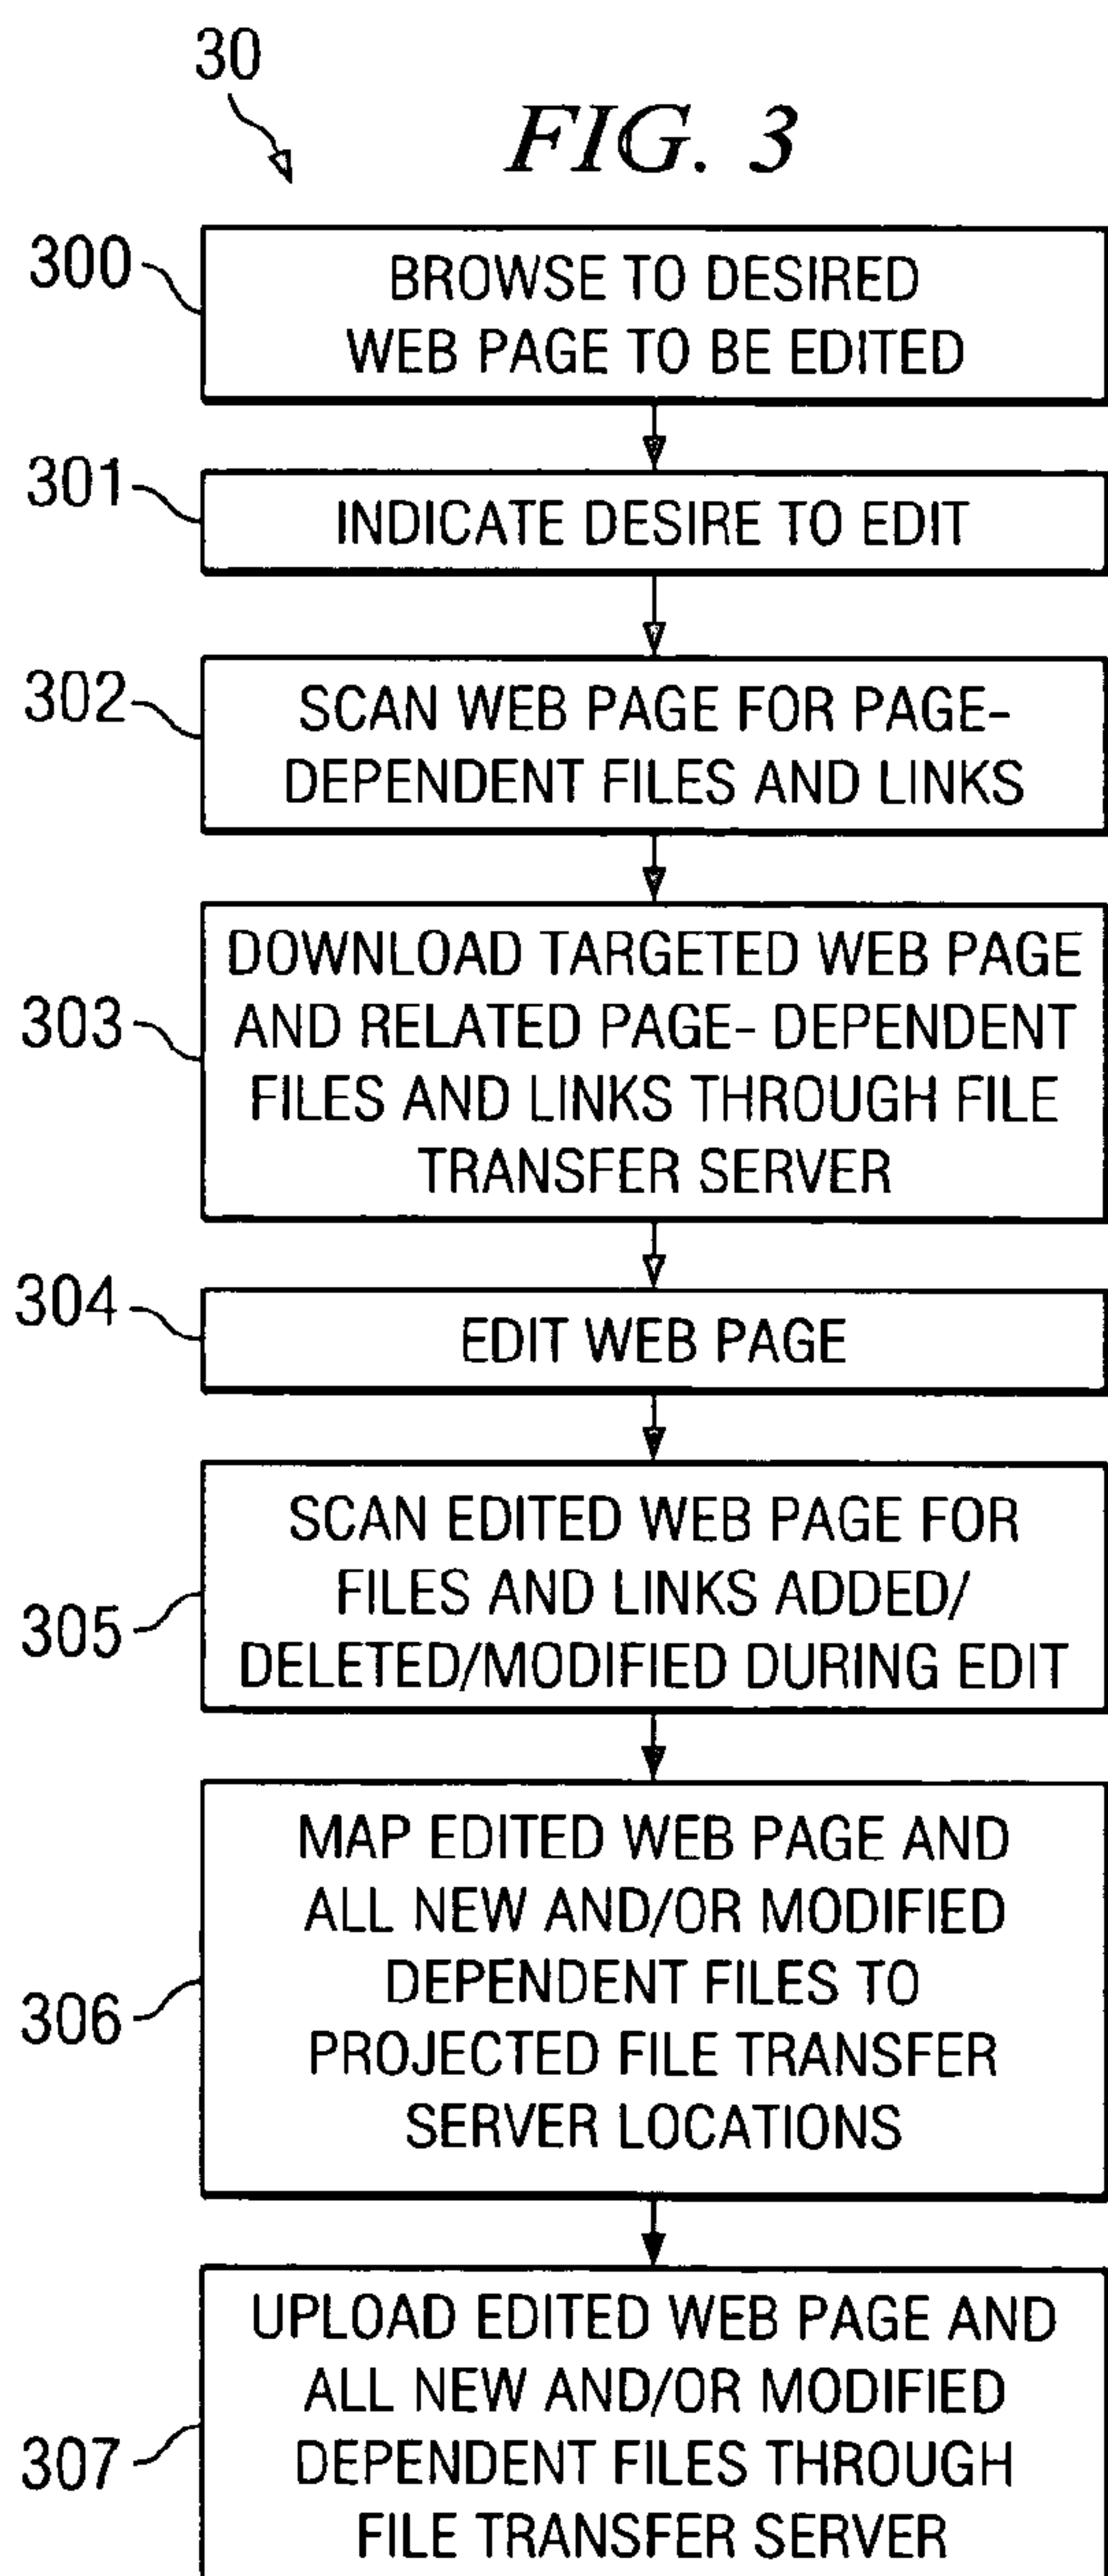 30
FIG. 3
300
BROWSE TO DESIRED
WEB PAGE TO BE EDITED
301
INDICATE DESIRE TO EDIT
302
SCAN WEB PAGE FOR PAGE-
DEPENDENT FILES AND LINKS
303
DOWNLOAD TARGETED WEB PAGE
AND RELATED PAGE- DEPENDENT
FILES AND LINKS THROUGH FILE
TRANSFER SERVER
304
EDIT WEB PAGE
305
SCAN EDITED WEB PAGE FOR
FILES AND LINKS ADDED/
DELETED/MODIFIED DURING EDIT
306
MAP EDITED WEB PAGE AND
ALL NEW AND/OR MODIFIED
DEPENDENT FILES TO
PROJECTED FILE TRANSFER
SERVER LOCATIONS
307
UPLOAD EDITED WEB PAGE AND
ALL NEW AND/OR MODIFIED
DEPENDENT FILES THROUGH
FILE TRANSFER SERVER